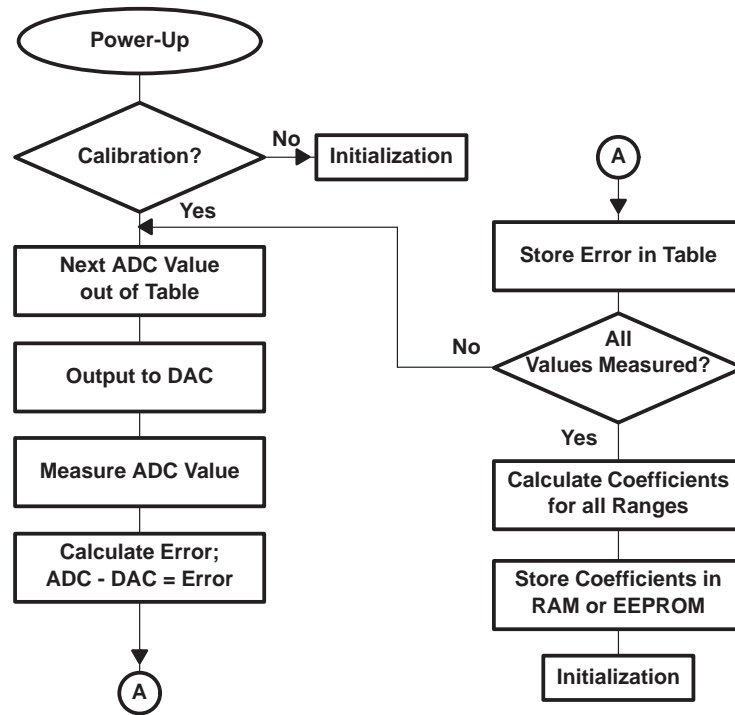 Power-Up
Calibration?
No
Initialization
Yes
Next ADC Value
out of Table
Output to DAC
Measure ADC Value
Calculate Error;
ADC - DAC = Error
A
A
Store Error in Table
All
Values Measured?
No
Yes
Calculate Coefficients
for all Ranges
Store Coefficients in
RAM or EEPROM
Initialization